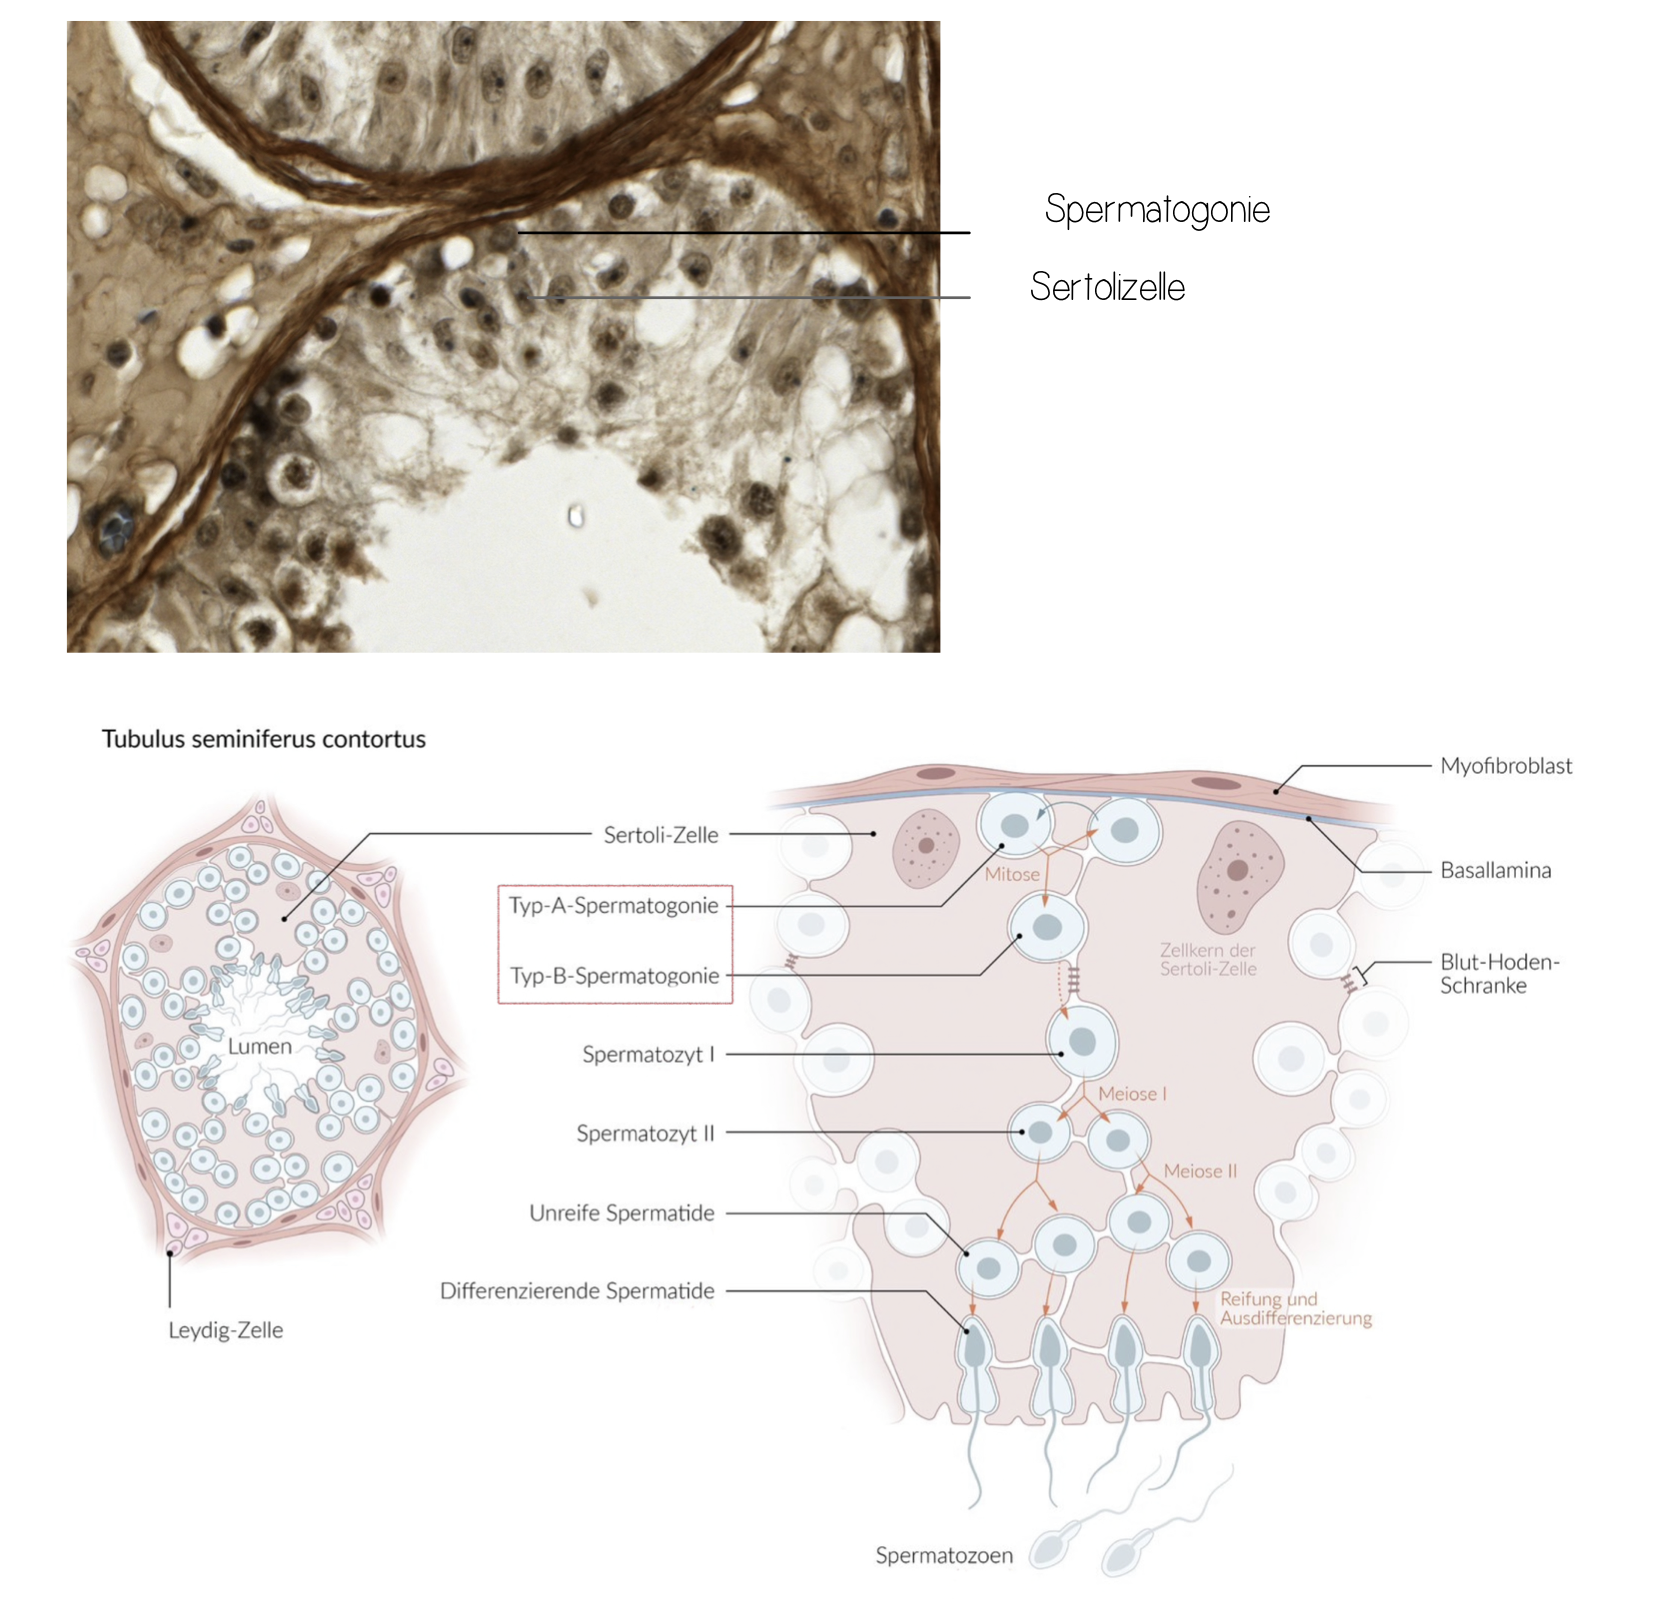 Spermatogonie
Sertolizelle
Tubulus seminiferus contortus
Myofibroblast
Sertoli-Zelle
Basallamina
Mitose
Typ-A-Spermatogonie
Zellkern der
Sertoli-Zelle
Typ-B-Spermatogonie
Blut-Hoden-
Schranke
Lumen
Spermatozyt I
Meiose I
Spermatozyt II
Meiose II
Unreife Spermatide
Differenzierende Spermatide
Reifung und
Ausdifferenzierung
Leydig-Zelle
Spermatozoen